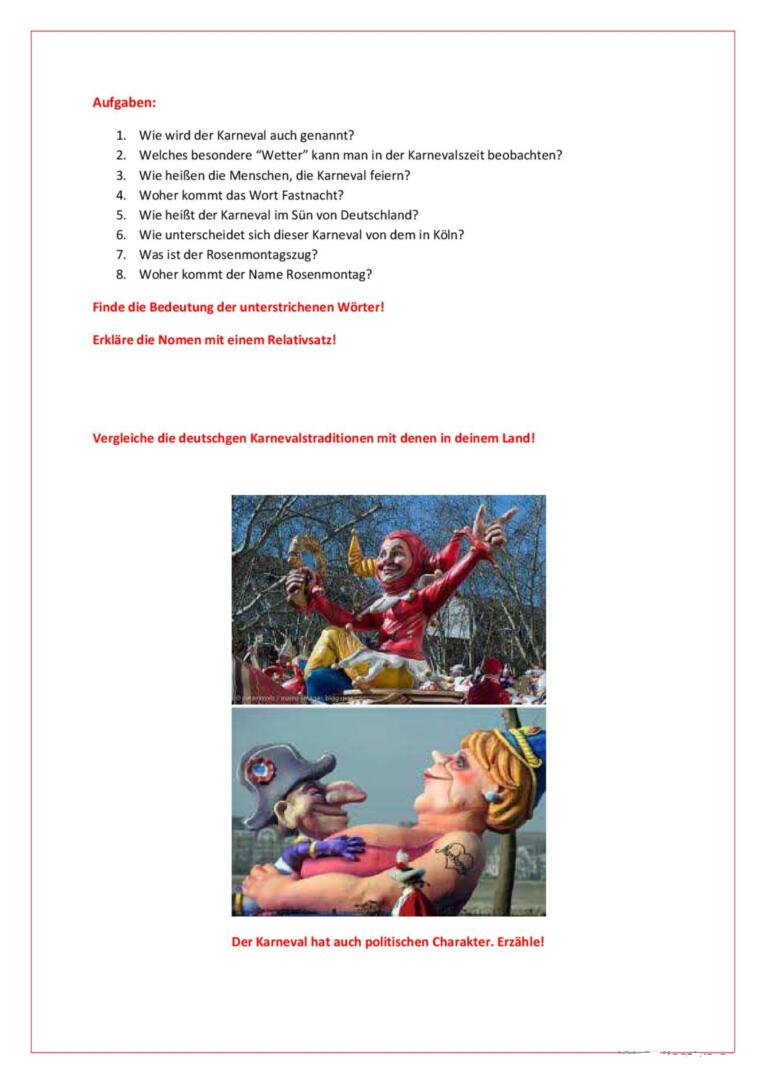 Aufgaben:
1. Wie wird der Karneval auch genannt?
2. Welches besondere “Wetter” kann man in der Karnevalszeit beobachten?
3. Wie heißen die Menschen, die Karneval feiern?
4. Woher kommt das Wort Fastnacht?
5. Wie heißt der Karneval im Sün von Deutschland?
6. Wie unterscheidet sich dieser Karneval von dem in Köln?
7. Was ist der Rosenmontagszug?
8. Woher kommt der Name Rosenmontag?
Finde die Bedeutung der unterstrichenen Wörter!
Erkläre die Nomen mit einem Relativsatz!
Vergleiche die deutschgen Karnevalstraditionen mit denen in deinem Land!
Der Karneval hat auch politischen Charakter. Erzähle!